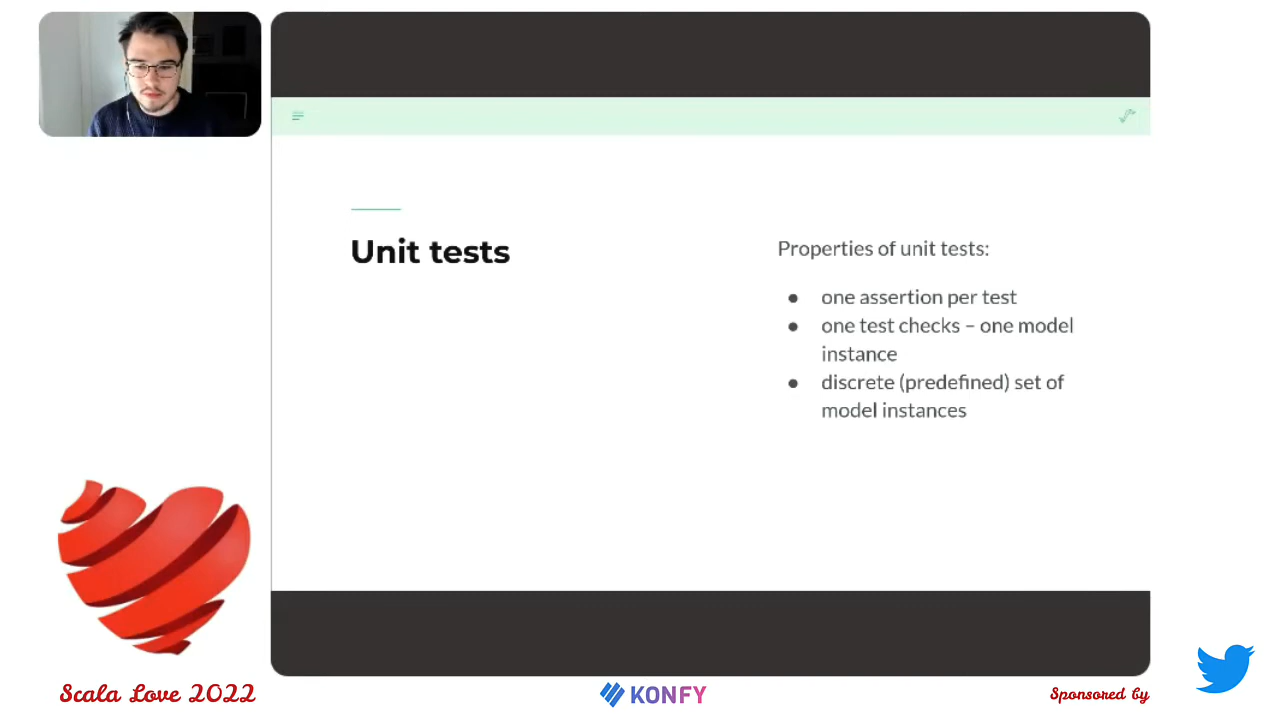 Unit tests
Properties of unit tests:
● one assertion per test
● one test checks – one model
instance
● discrete (predefined) set of
model instances
Scala Love 2022
KONFY
Sponsored by